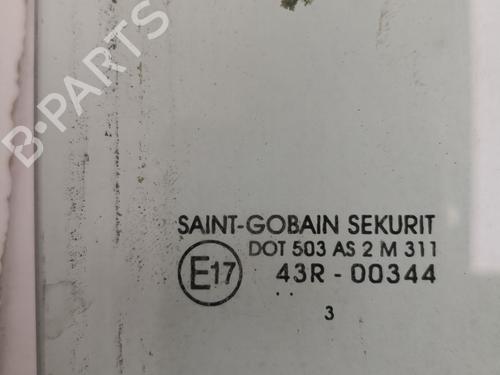 B-PARTS
SAINT-GOBAIN SEKURIT
DOT 503 AS 2 M 311
E17 43R - 00344
3